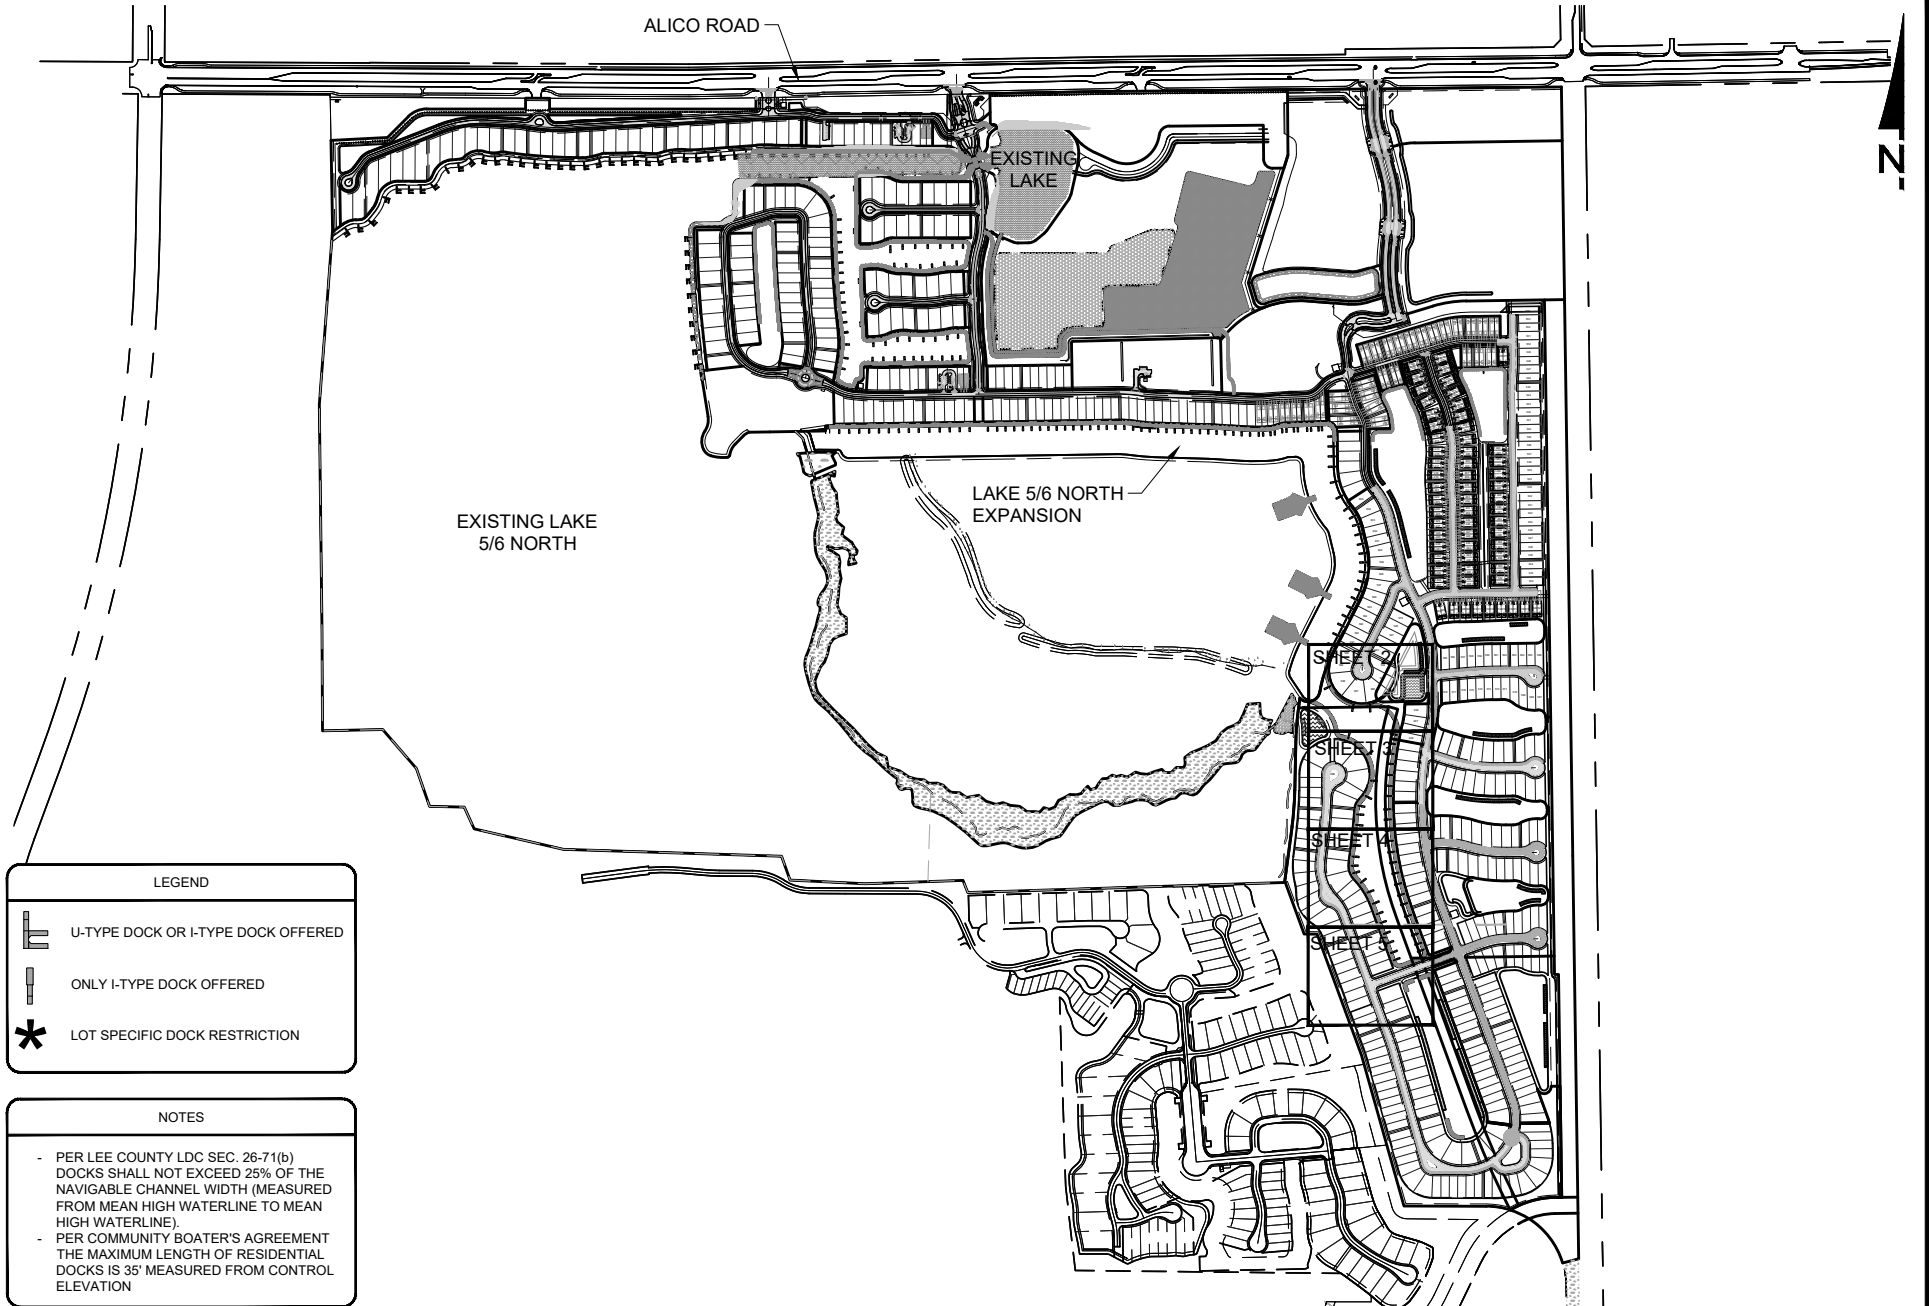 ALICO ROAD
N
EXISTING
LAKE
LAKE 5/6 NORTH
EXPANSION
EXISTING LAKE
5/6 NORTH
SHEET 2
SHEET 3
SHEET 4
SHEET 5
LEGEND
U-TYPE DOCK OR I-TYPE DOCK OFFERED
ONLY I-TYPE DOCK OFFERED
* LOT SPECIFIC DOCK RESTRICTION
NOTES
- PER LEE COUNTY LDC SEC. 26-71(b)
DOCKS SHALL NOT EXCEED 25% OF THE
NAVIGABLE CHANNEL WIDTH (MEASURED
FROM MEAN HIGH WATERLINE TO MEAN
HIGH WATERLINE).
- PER COMMUNITY BOATER'S AGREEMENT
THE MAXIMUM LENGTH OF RESIDENTIAL
DOCKS IS 35' MEASURED FROM CONTROL
ELEVATION